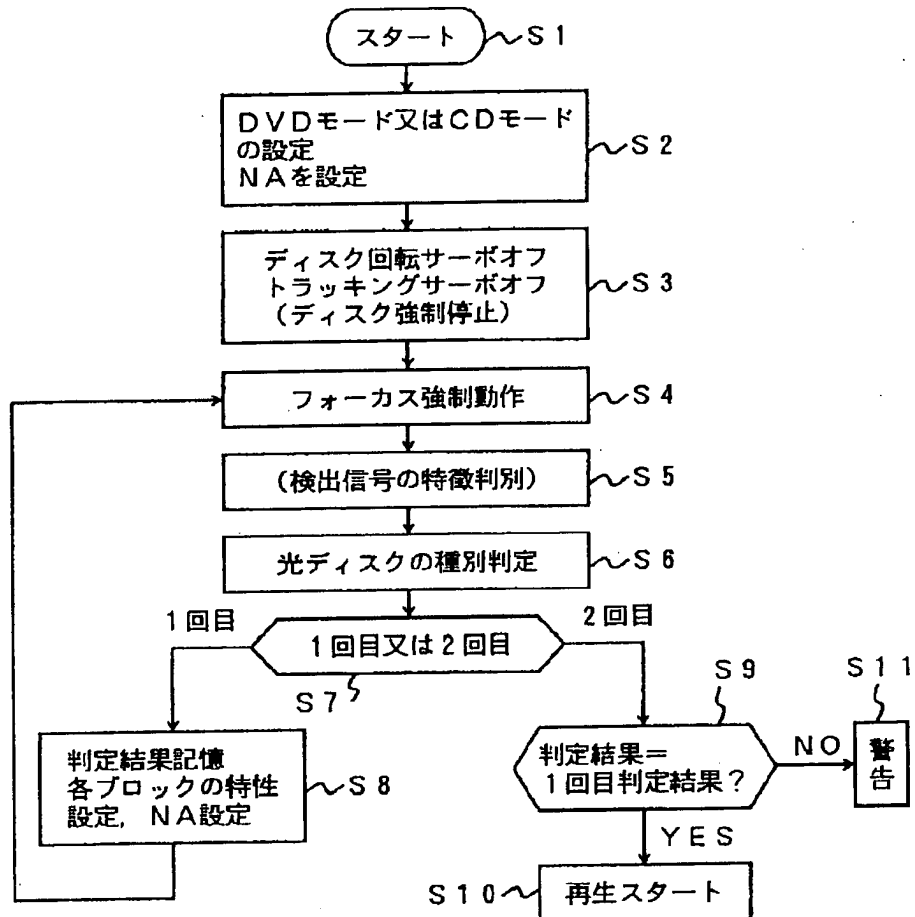 スタート
S1
DVDモード又はCDモード
の設定
NAを設定
S2
ディスク回転サーボオフ
トラッキングサーボオフ
(ディスク強制停止)
S3
フォーカス強制動作
S4
(検出信号の特徴判別)
S5
光ディスクの種別判定
S6
1回目
1回目又は2回目
2回目
S7
判定結果記憶
各ブロックの特性
設定, NA設定
S8
S9
判定結果=
1回目判定結果?
NO
S11
警告
YES
S10
再生スタート